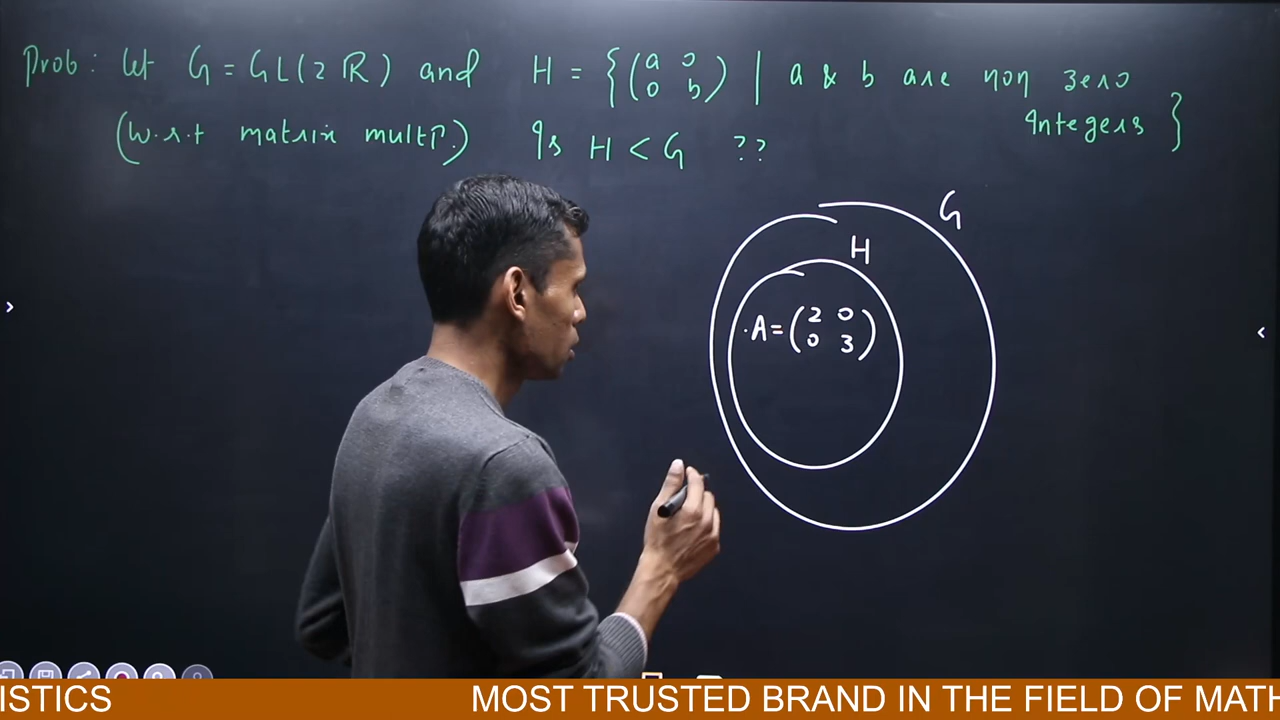 Prob: let G = GL(2 ℝ) and H = { (a 0
0 b) | a & b are non zero
integers }
(w.r.t matrix multP.) Is H < G ??
G
H
.A = (2 0
0 3)
ISTICS MOST TRUSTED BRAND IN THE FIELD OF MATH